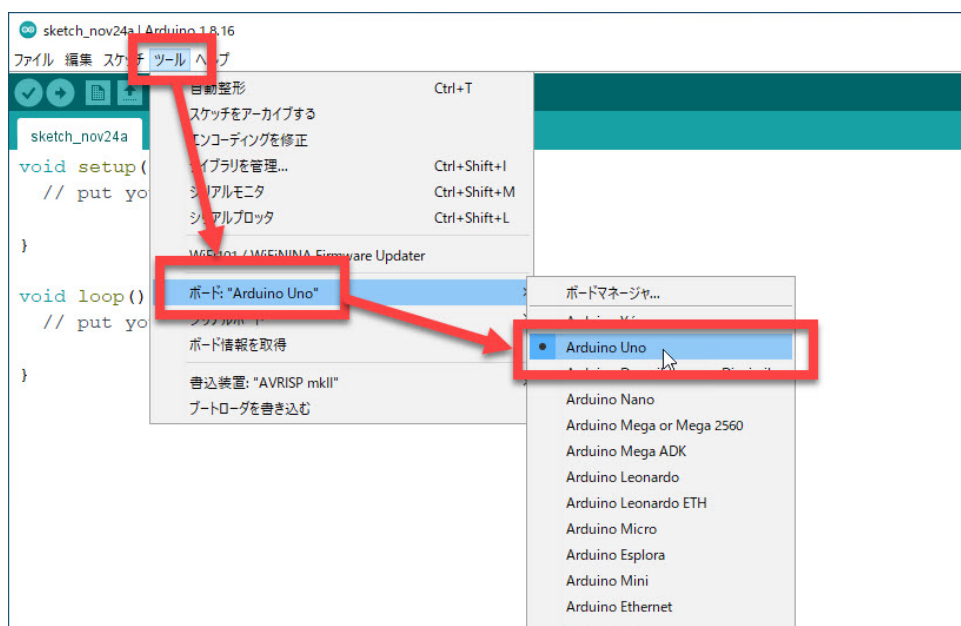 sketch_nov24a | Arduino 1.8.16
ファイル 編集 スケッチ ツール ヘルプ
自動整形 Ctrl+T
スケッチをアーカイブする
エンコーディングを修正
sketch_nov24a
void setup(
ライブラリを管理... Ctrl+Shift+I
// put yo
シリアルモニタ Ctrl+Shift+M
シリアルプロッタ Ctrl+Shift+L
}
WiFi101 / WiFiNINA Firmware Updater
ボード: "Arduino Uno"
ボードマネージャ...
void loop()
// put yo
ボード情報を取得
Arduino Uno
}
書込装置: "AVRISP mkII"
ブートローダを書き込む
Arduino Nano
Arduino Mega or Mega 2560
Arduino Mega ADK
Arduino Leonardo
Arduino Leonardo ETH
Arduino Micro
Arduino Esplora
Arduino Mini
Arduino Ethernet